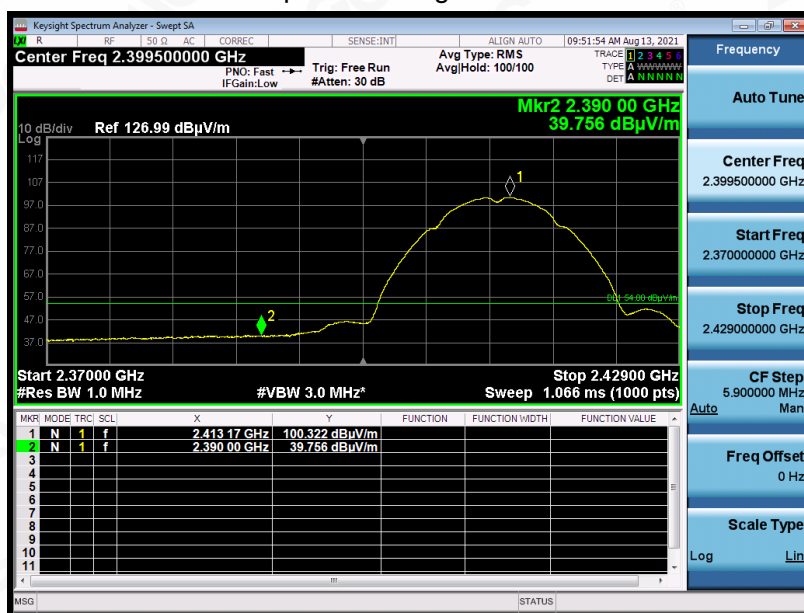 Keysight Spectrum Analyzer - Swept SA
LXI R RF 50 Ω AC CORREC SENSE:INT ALIGN AUTO 09:51:54 AM Aug 13, 2021
Center Freq 2.399500000 GHz
PNO: Fast
IFGain:Low
Trig: Free Run
#Atten: 30 dB
Avg Type: RMS
Avg|Hold: 100/100
TRACE 1 2 3 4 5 6
TYPE A WWWWW
DET A N N N N N
Mkr2 2.390 00 GHz
39.756 dBµV/m
10 dB/div Ref 126.99 dBµV/m
Log
117
107
97.0
87.0
77.0
67.0
57.0
47.0
37.0
1
2
DL1 54.00 dBµV/m
Start 2.37000 GHz Stop 2.42900 GHz
#Res BW 1.0 MHz #VBW 3.0 MHz* Sweep 1.066 ms (1000 pts)
MKR MODE TRC SCL X Y FUNCTION FUNCTION WIDTH FUNCTION VALUE
1 N 1 f 2.413 17 GHz 100.322 dBµV/m
2 N 1 f 2.390 00 GHz 39.756 dBµV/m
3
4
5
6
7
8
9
10
11
MSG STATUS
Frequency
Auto Tune
Center Freq
2.399500000 GHz
Start Freq
2.370000000 GHz
Stop Freq
2.429000000 GHz
CF Step
5.900000 MHz
Auto Man
Freq Offset
0 Hz
Scale Type
Log Lin